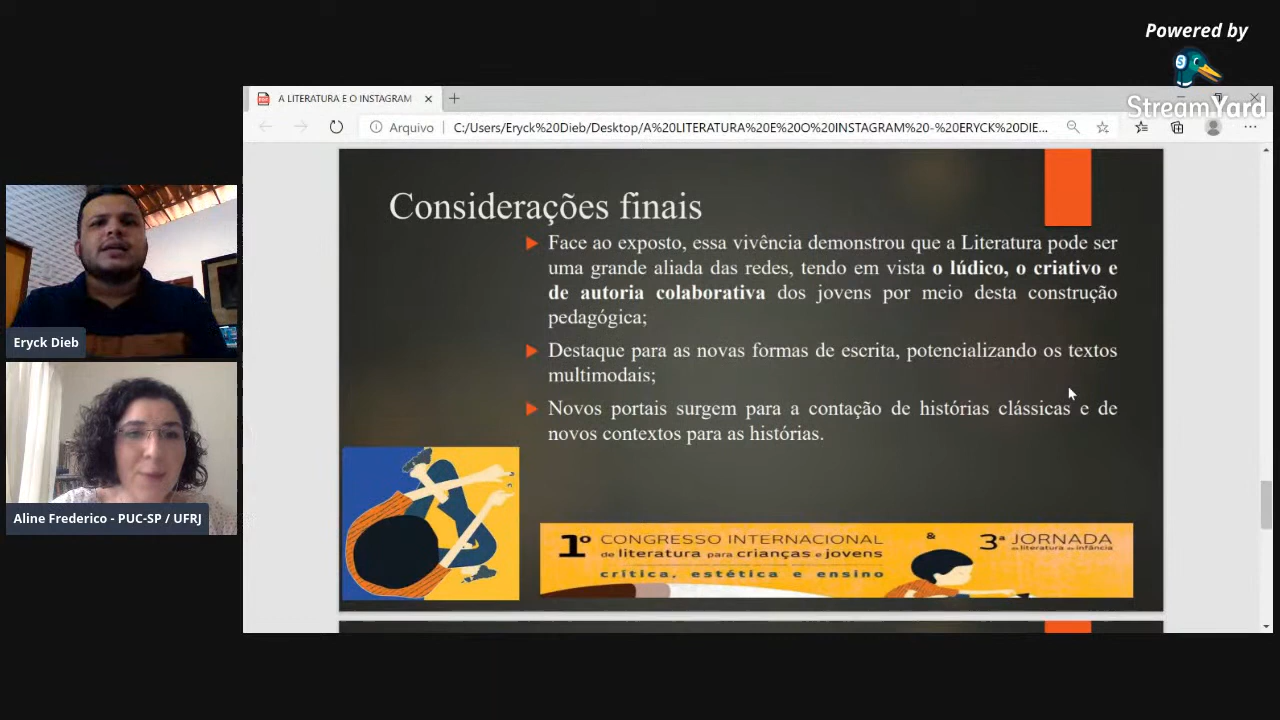 Powered by
StreamYard
A LITERATURA E O INSTAGRAM
Arquivo
C:/Users/Eryck%20Dieb/Desktop/A%20LITERATURA%20E%20O%20INSTAGRAM%20-%20ERYCK%20DIE...
Considerações finais
Face ao exposto, essa vivência demonstrou que a Literatura pode ser
uma grande aliada das redes, tendo em vista o lúdico, o criativo e
de autoria colaborativa dos jovens por meio desta construção
pedagógica;
Destaque para as novas formas de escrita, potencializando os textos
multimodais;
Novos portais surgem para a contação de histórias clássicas e de
novos contextos para as histórias.
Eryck Dieb
Aline Frederico - PUC-SP / UFRJ
1º CONGRESSO INTERNACIONAL
de literatura para crianças e jovens
crítica, estética e ensino
&
3ª JORNADA
de literatura de infância